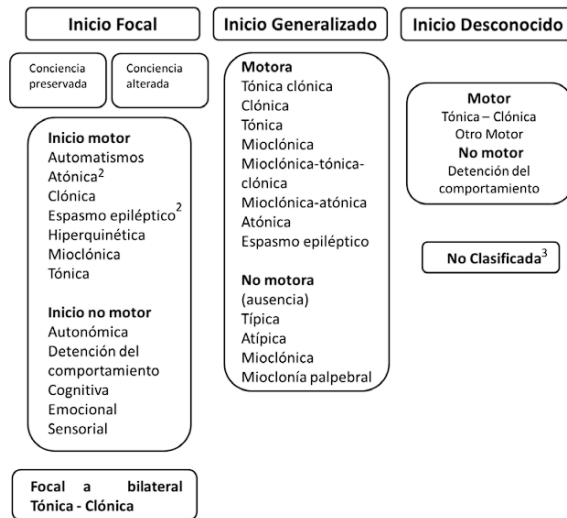 Inicio Focal
Conciencia
preservada
Conciencia
alterada
Inicio motor
Automatismos
Atónica2
Clónica
Espasmo epiléptico2
Hiperquinética
Mioclónica
Tónica
Inicio no motor
Autonómica
Detención del
comportamiento
Cognitiva
Emocional
Sensorial
Focal a bilateral
Tónica - Clónica
Inicio Generalizado
Motora
Tónica clónica
Clónica
Tónica
Mioclónica
Mioclónica-tónica-
clónica
Mioclónica-atónica
Atónica
Espasmo epiléptico
No motora
(ausencia)
Típica
Atípica
Mioclónica
Mioclonía palpebral
Inicio Desconocido
Motor
Tónica – Clónica
Otro Motor
No motor
Detención del
comportamiento
No Clasificada3